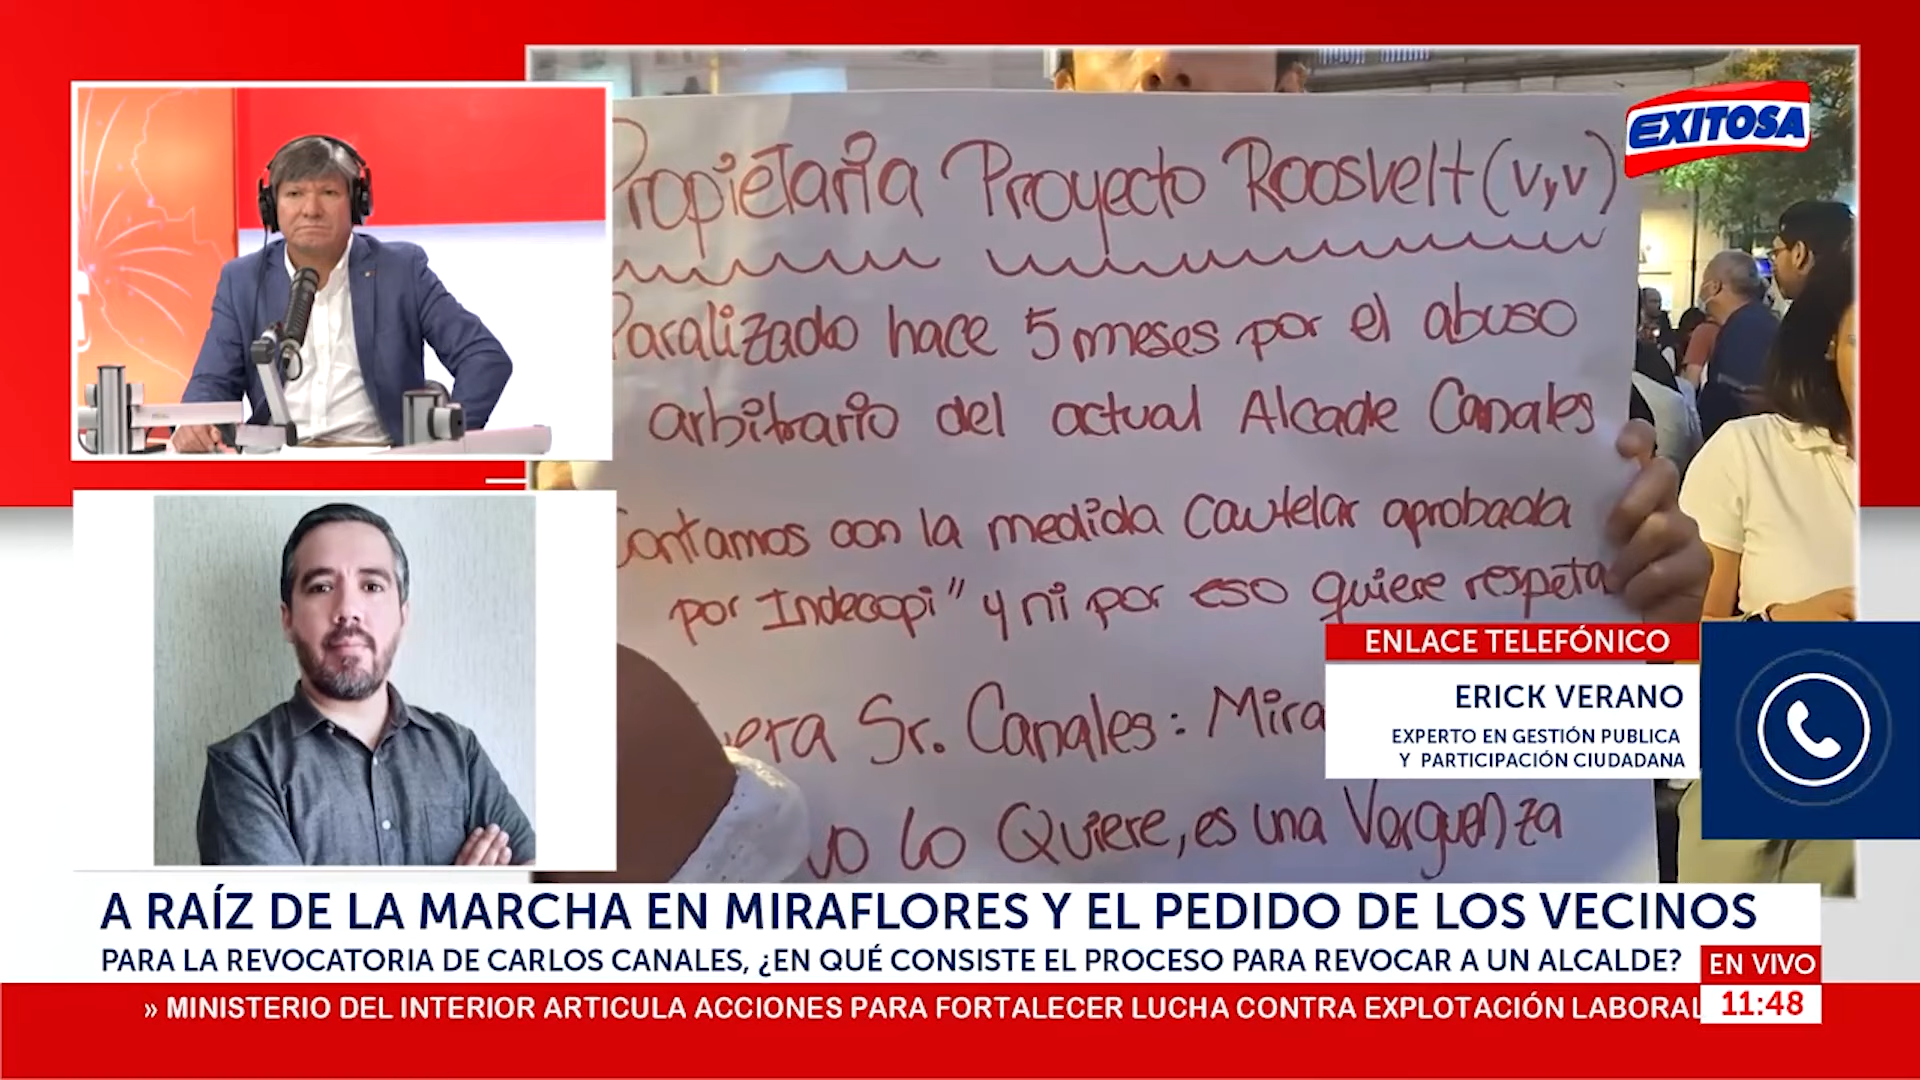 EXITOSA
Propietaria Proyecto Roosvelt (v,v)
Paralizado hace 5 meses por el abuso
arbitrario del actual Alcade Canales
Contamos con la medida Cautelar aprobada
por Indecopi" y ni por eso quiere respeta
Sr. Canales:
lo Quiere, es una Verguenza
ENLACE TELEFÓNICO
ERICK VERANO
EXPERTO EN GESTIÓN PUBLICA
Y PARTICIPACIÓN CIUDADANA
A RAÍZ DE LA MARCHA EN MIRAFLORES Y EL PEDIDO DE LOS VECINOS
PARA LA REVOCATORIA DE CARLOS CANALES, ¿EN QUÉ CONSISTE EL PROCESO PARA REVOCAR A UN ALCALDE?
EN VIVO
» MINISTERIO DEL INTERIOR ARTICULA ACCIONES PARA FORTALECER LUCHA CONTRA EXPLOTACIÓN LABORAL
11:48